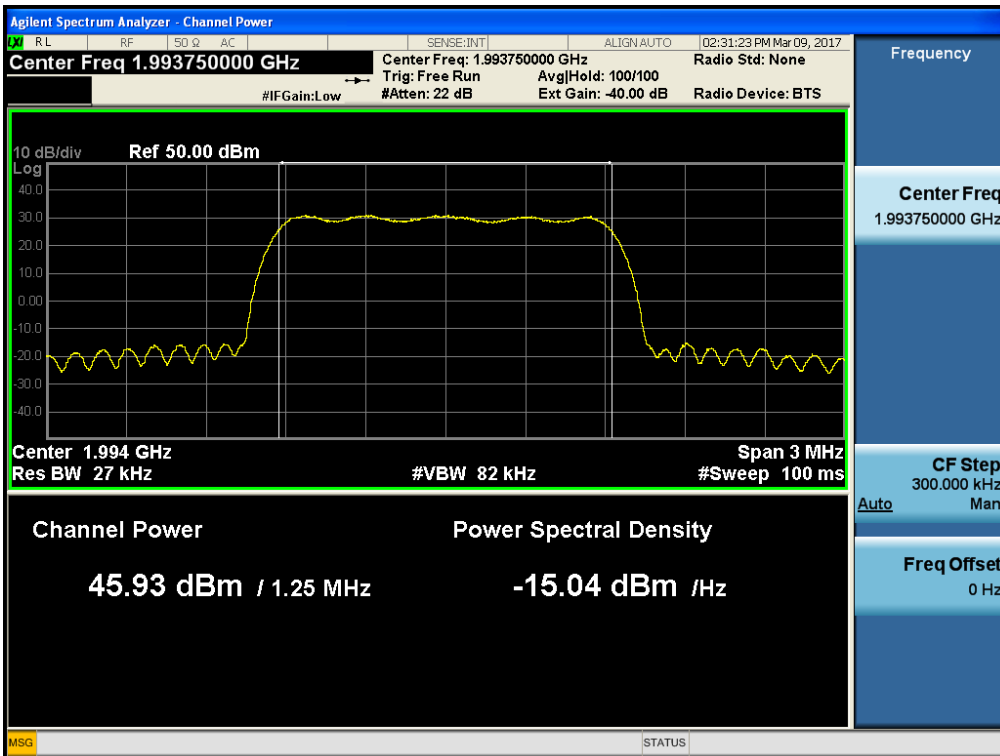 Agilent Spectrum Analyzer - Channel Power
LXI RL RF 50 Ω AC SENSE:INT ALIGN AUTO 02:31:23 PM Mar 09, 2017
Center Freq 1.993750000 GHz
Center Freq: 1.993750000 GHz Radio Std: None
Trig: Free Run Avg|Hold: 100/100
#IFGain:Low #Atten: 22 dB Ext Gain: -40.00 dB Radio Device: BTS
10 dB/div Ref 50.00 dBm
Log
40.0
30.0
20.0
10.0
0.00
-10.0
-20.0
-30.0
-40.0
Center 1.994 GHz Span 3 MHz
Res BW 27 kHz #VBW 82 kHz #Sweep 100 ms
Channel Power Power Spectral Density
45.93 dBm / 1.25 MHz -15.04 dBm /Hz
Frequency
Center Freq
1.993750000 GHz
CF Step
300.000 kHz
Auto Man
Freq Offset
0 Hz
MSG STATUS